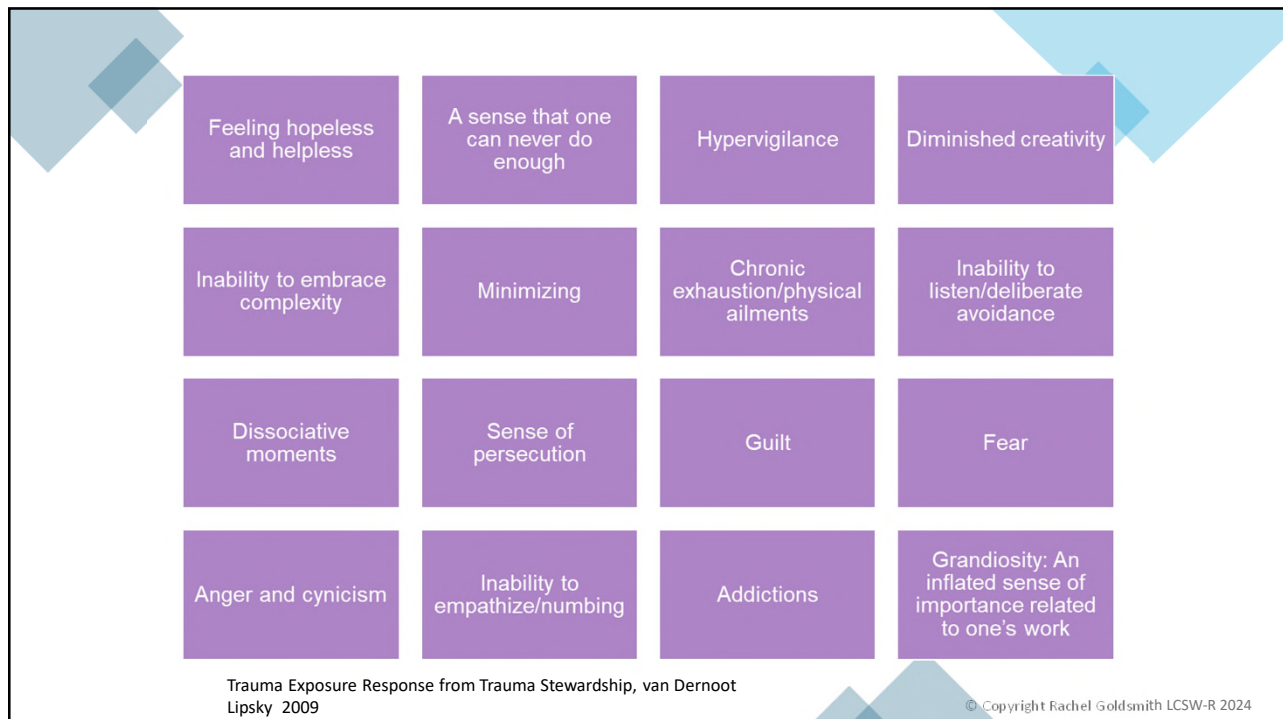 Feeling hopeless
and helpless
A sense that one
can never do
enough
Hypervigilance
Diminished creativity
Inability to embrace
complexity
Minimizing
Chronic
exhaustion/physical
ailments
Inability to
listen/deliberate
avoidance
Dissociative
moments
Sense of
persecution
Guilt
Fear
Anger and cynicism
Inability to
empathize/numbing
Addictions
Grandiosity: An
inflated sense of
importance related
to one’s work
Trauma Exposure Response from Trauma Stewardship, van Dernoot
Lipsky 2009
© Copyright Rachel Goldsmith LCSW-R 2024